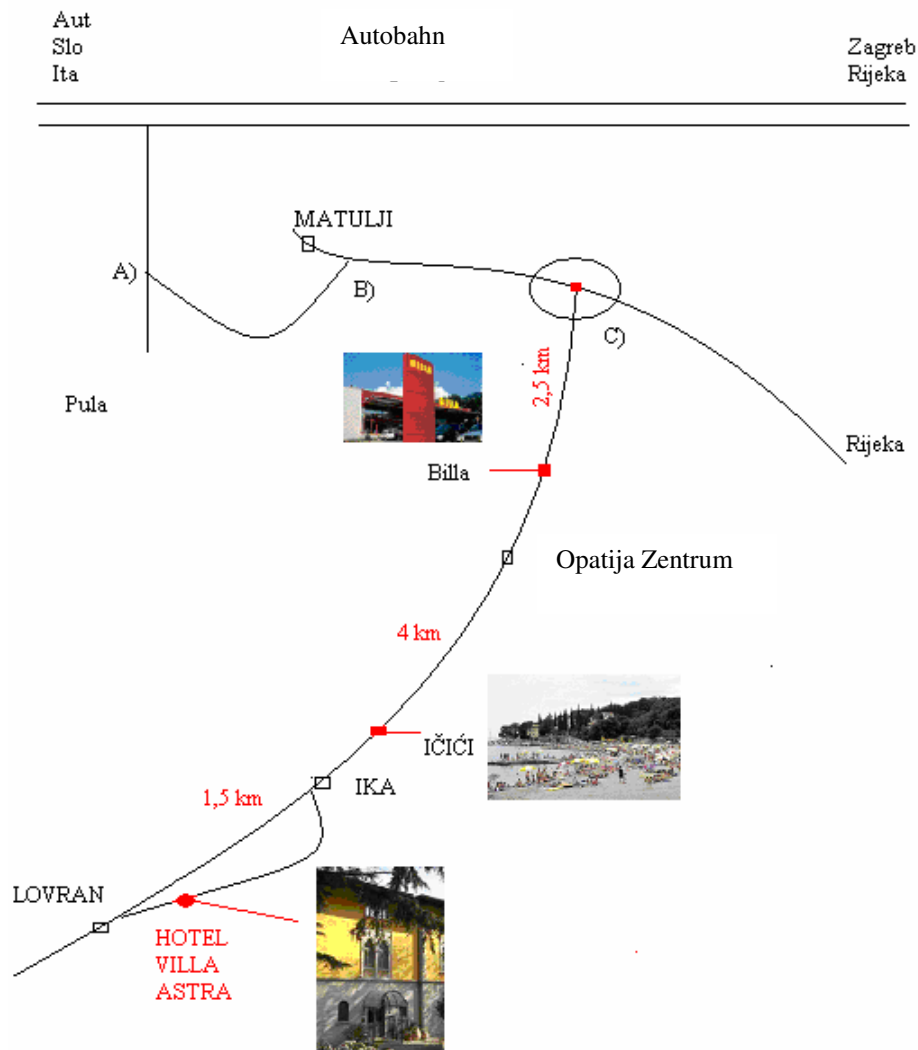 Aut
Slo
Ita
Autobahn
Zagreb
Rijeka
MATULJI
A)
B)
C)
2,5 km
Pula
Rijeka
Billa
Opatija Zentrum
4 km
IČIĆI
IKA
1,5 km
LOVRAN
HOTEL
VILLA
ASTRA